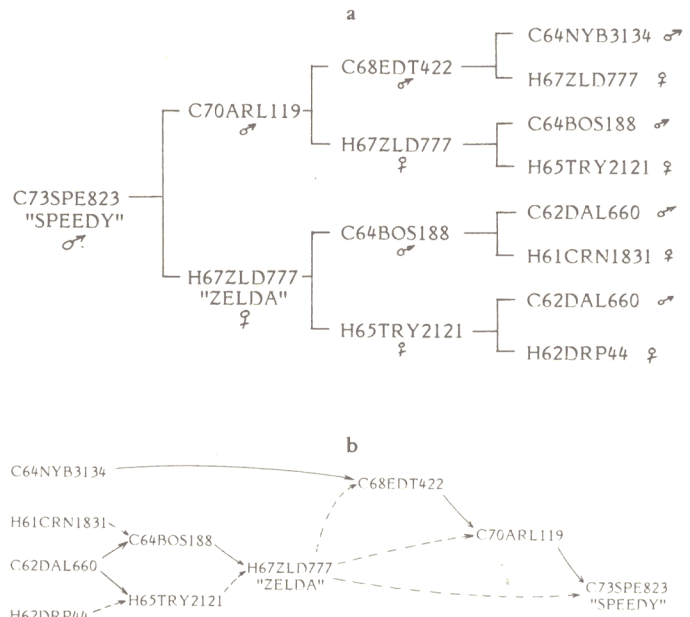 a
C64NYB3134 ♂
C68EDT422
♂
H67ZLD777 ♀
C70ARL119
♂
C64BOS188 ♂
H67ZLD777
♀
H65TRY2121 ♀
C73SPE823
"SPEEDY"
♂
C62DAL660 ♂
C64BOS188
♂
H61CRN1831 ♀
H67ZLD777
"ZELDA"
♀
C62DAL660 ♂
H65TRY2121
♀
H62DRP44 ♀
b
C64NYB3134
C68EDT422
H61CRN1831
C64BOS188
C70ARL119
C62DAL660
H67ZLD777
"ZELDA"
C73SPE823
"SPEEDY"
H65TRY2121
H62DRP44